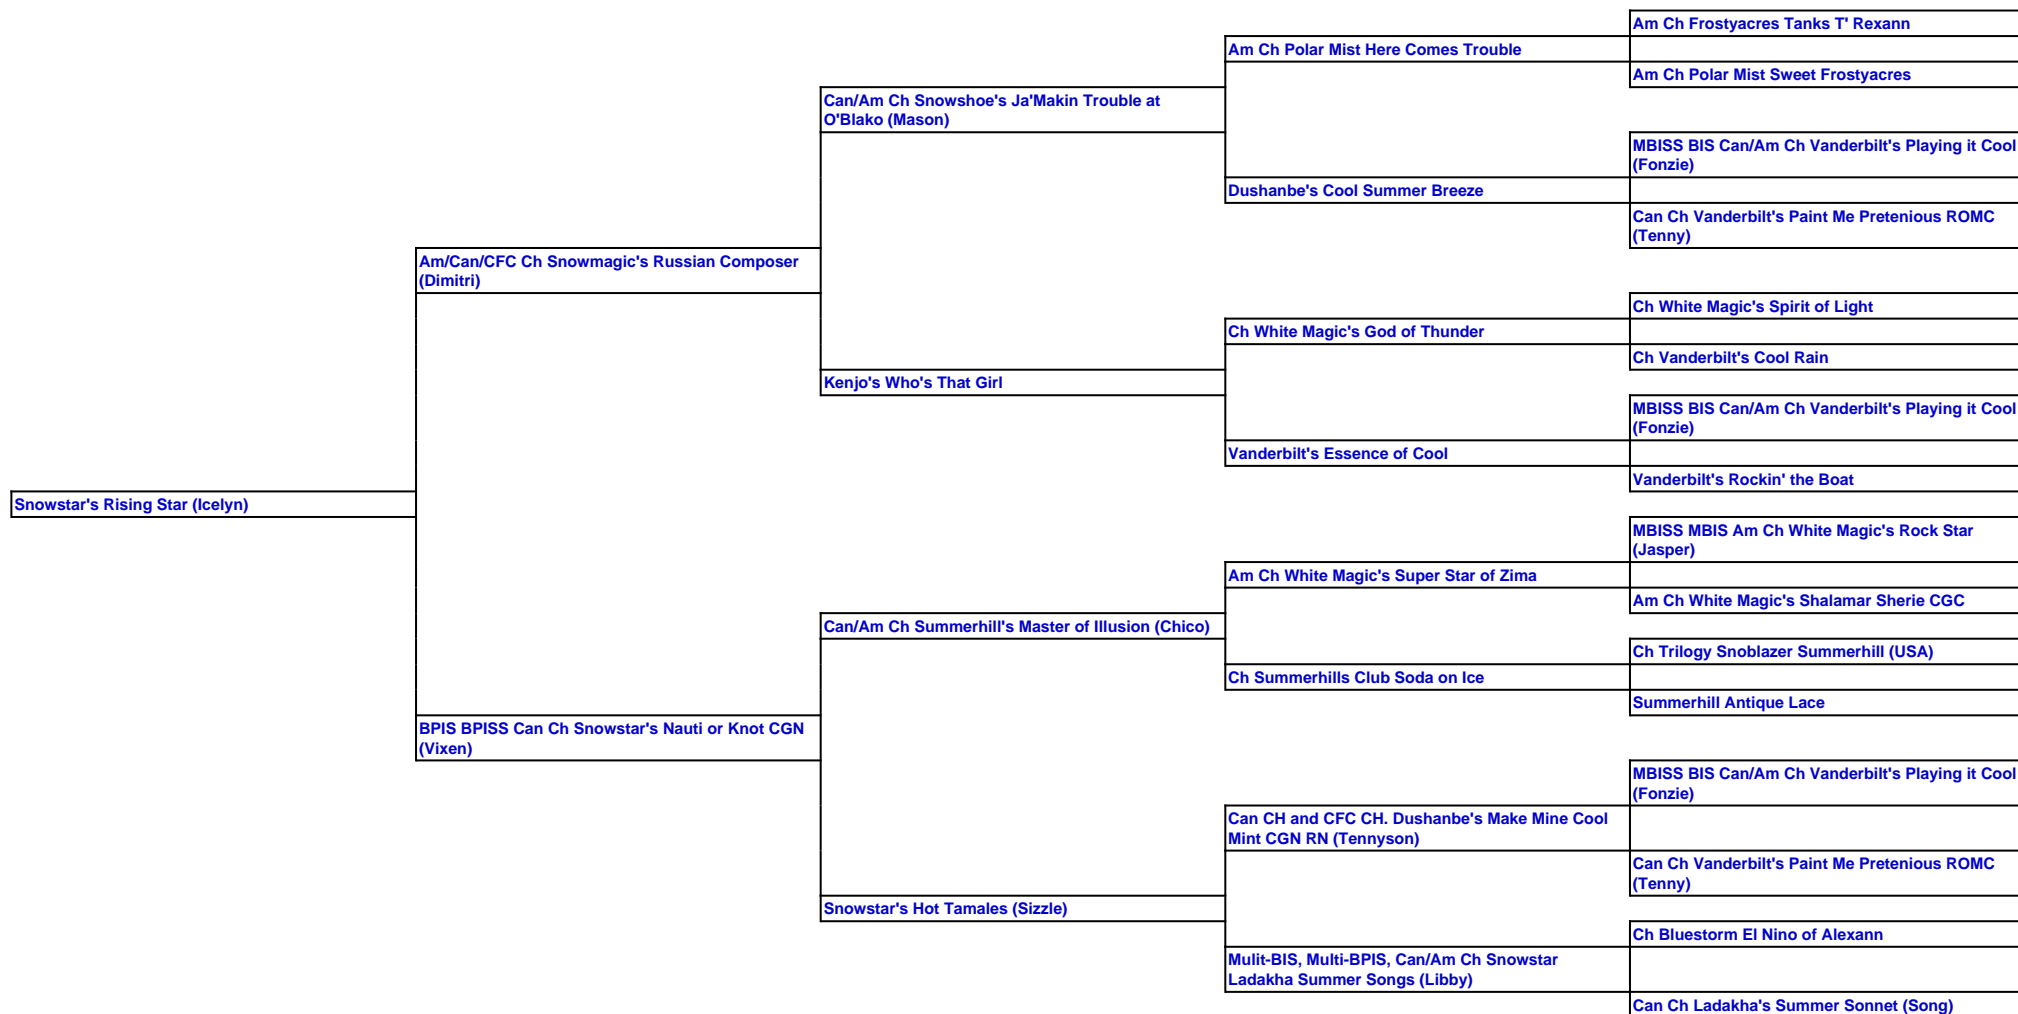 Am Ch Frostyacres Tanks T' Rexann
Am Ch Polar Mist Here Comes Trouble
Am Ch Polar Mist Sweet Frostyacres
Can/Am Ch Snowshoe's Ja'Makin Trouble at
O'Blako (Mason)
MBISS BIS Can/Am Ch Vanderbilt's Playing it Cool
(Fonzie)
Dushanbe's Cool Summer Breeze
Can Ch Vanderbilt's Paint Me Pretenious ROMC
(Tenny)
Am/Can/CFC Ch Snowmagic's Russian Composer
(Dimitri)
Ch White Magic's Spirit of Light
Ch White Magic's God of Thunder
Ch Vanderbilt's Cool Rain
Kenjo's Who's That Girl
MBISS BIS Can/Am Ch Vanderbilt's Playing it Cool
(Fonzie)
Vanderbilt's Essence of Cool
Vanderbilt's Rockin' the Boat
Snowstar's Rising Star (Icelyn)
MBISS MBIS Am Ch White Magic's Rock Star
(Jasper)
Am Ch White Magic's Super Star of Zima
Am Ch White Magic's Shalamar Sherie CGC
Can/Am Ch Summerhill's Master of Illusion (Chico)
Ch Trilogy Snoblazer Summerhill (USA)
Ch Summerhills Club Soda on Ice
Summerhill Antique Lace
BPIS BPISS Can Ch Snowstar's Nauti or Knot CGN
(Vixen)
MBISS BIS Can/Am Ch Vanderbilt's Playing it Cool
(Fonzie)
Can CH and CFC CH. Dushanbe's Make Mine Cool
Mint CGN RN (Tennyson)
Can Ch Vanderbilt's Paint Me Pretenious ROMC
(Tenny)
Snowstar's Hot Tamales (Sizzle)
Ch Bluestorm El Nino of Alexann
Mulit-BIS, Multi-BPIS, Can/Am Ch Snowstar
Ladakha Summer Songs (Libby)
Can Ch Ladakha's Summer Sonnet (Song)